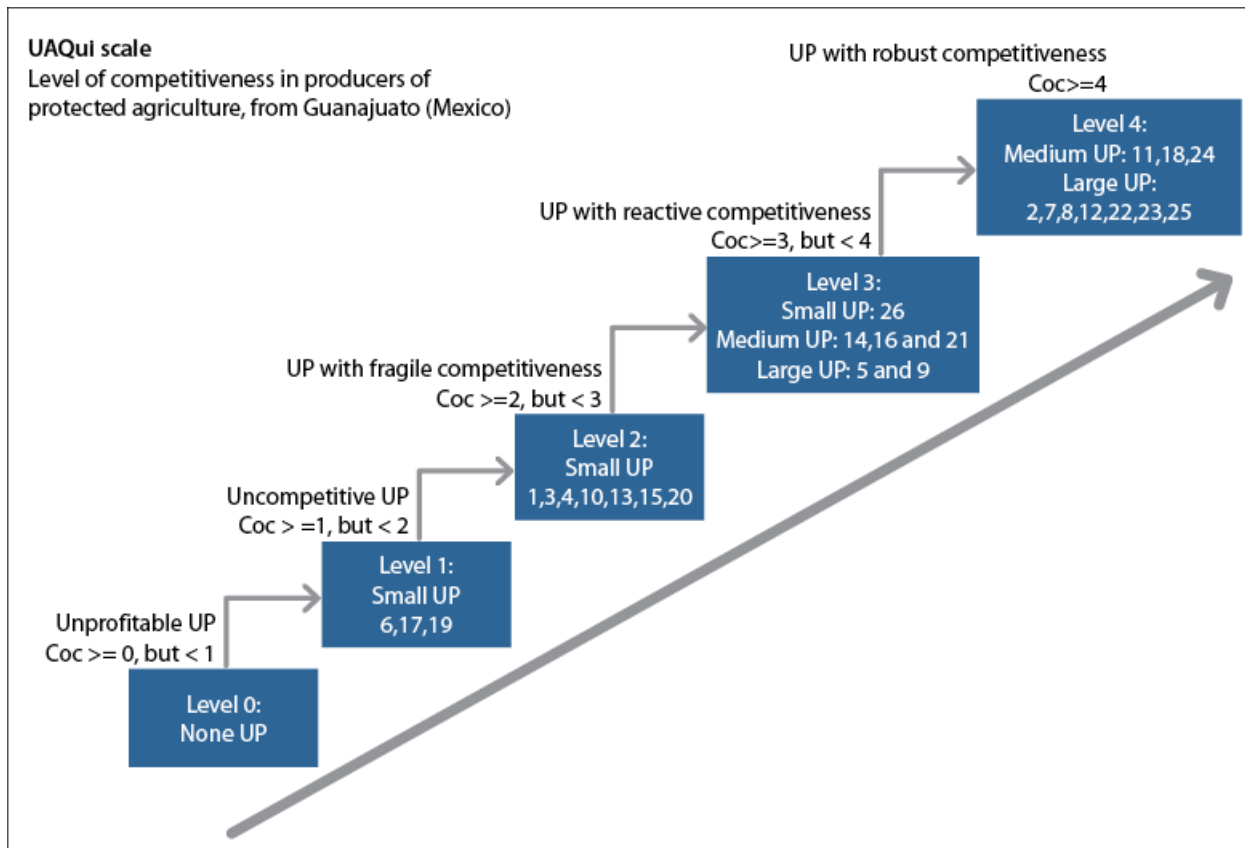 UAQui scale
Level of competitiveness in producers of
protected agriculture, from Guanajuato (Mexico)
UP with robust competitiveness
Coc>=4
Level 4:
Medium UP: 11,18,24
Large UP:
2,7,8,12,22,23,25
UP with reactive competitiveness
Coc>=3, but < 4
Level 3:
Small UP: 26
Medium UP: 14,16 and 21
Large UP: 5 and 9
UP with fragile competitiveness
Coc >=2, but < 3
Level 2:
Small UP
1,3,4,10,13,15,20
Uncompetitive UP
Coc > =1, but < 2
Level 1:
Small UP
6,17,19
Unprofitable UP
Coc >= 0, but < 1
Level 0:
None UP